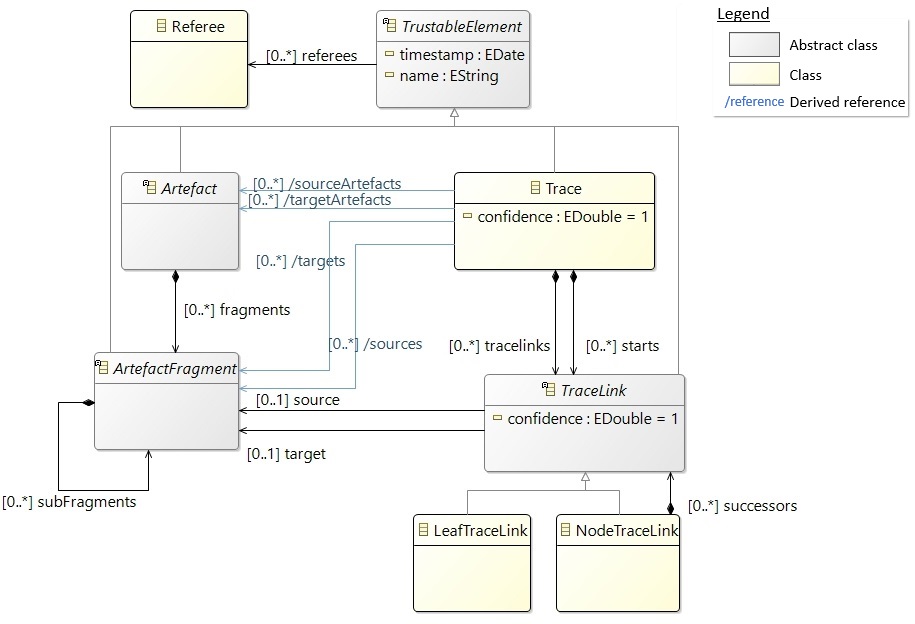 Legend
Referee
TrustableElement
Abstract class
[0..*] referees
timestamp : EDate
name : EString
Class
/reference Derived reference
Artefact
[0..*] /sourceArtefacts
[0..*] /targetArtefacts
Trace
confidence : EDouble = 1
[0..*] /targets
[0..*] fragments
[0..*] /sources
[0..*] tracelinks
[0..*] starts
ArtefactFragment
TraceLink
[0..1] source
confidence : EDouble = 1
[0..1] target
[0..*] subFragments
[0..*] successors
LeafTraceLink
NodeTraceLink